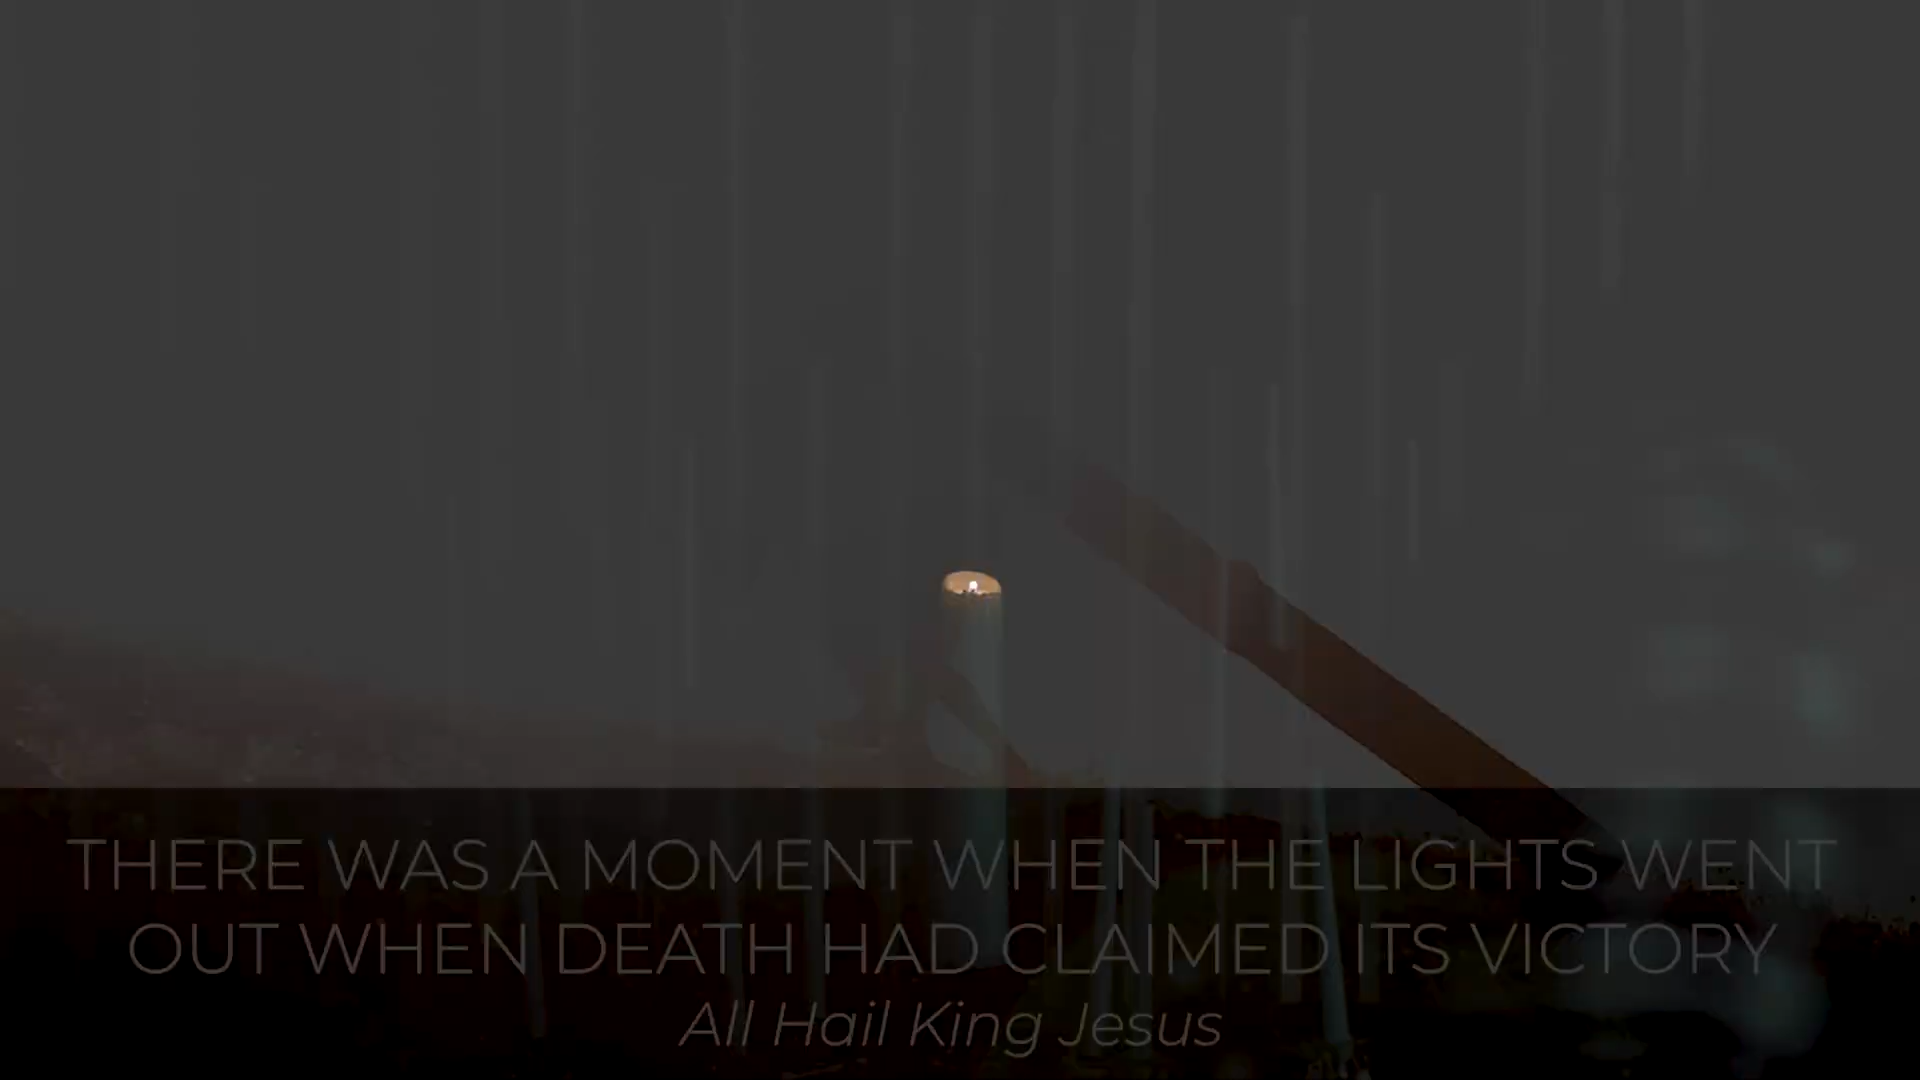 THERE WAS A MOMENT WHEN THE LIGHTS WENT
OUT WHEN DEATH HAD CLAIMED ITS VICTORY
All Hail King Jesus